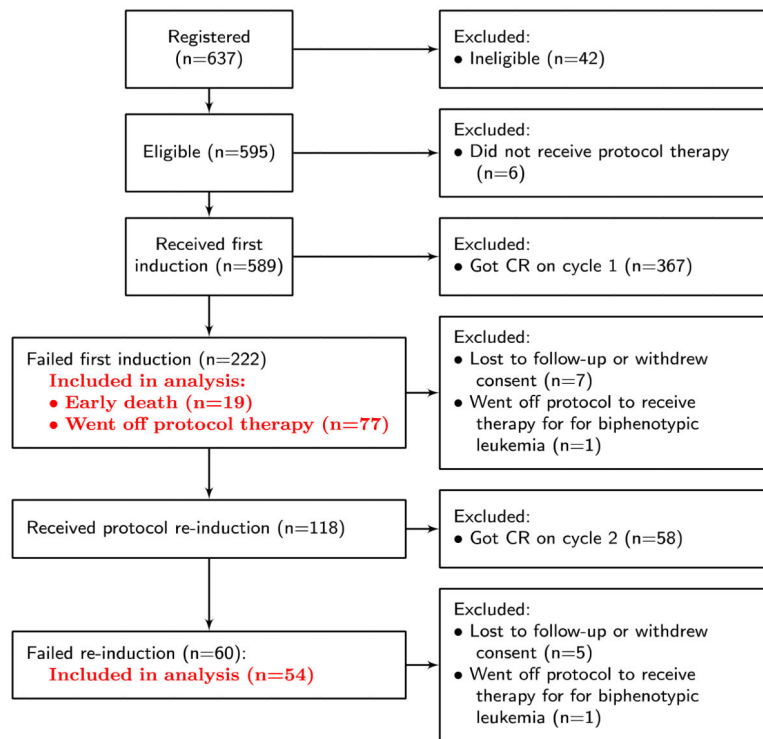 Registered
(n=637)
Excluded:
• Ineligible (n=42)
Eligible (n=595)
Excluded:
• Did not receive protocol therapy
(n=6)
Received first
induction (n=589)
Excluded:
• Got CR on cycle 1 (n=367)
Failed first induction (n=222)
Included in analysis:
• Early death (n=19)
• Went off protocol therapy (n=77)
Excluded:
• Lost to follow-up or withdrew
consent (n=7)
• Went off protocol to receive
therapy for for biphenotypic
leukemia (n=1)
Received protocol re-induction (n=118)
Excluded:
• Got CR on cycle 2 (n=58)
Failed re-induction (n=60):
Included in analysis (n=54)
Excluded:
• Lost to follow-up or withdrew
consent (n=5)
• Went off protocol to receive
therapy for for biphenotypic
leukemia (n=1)